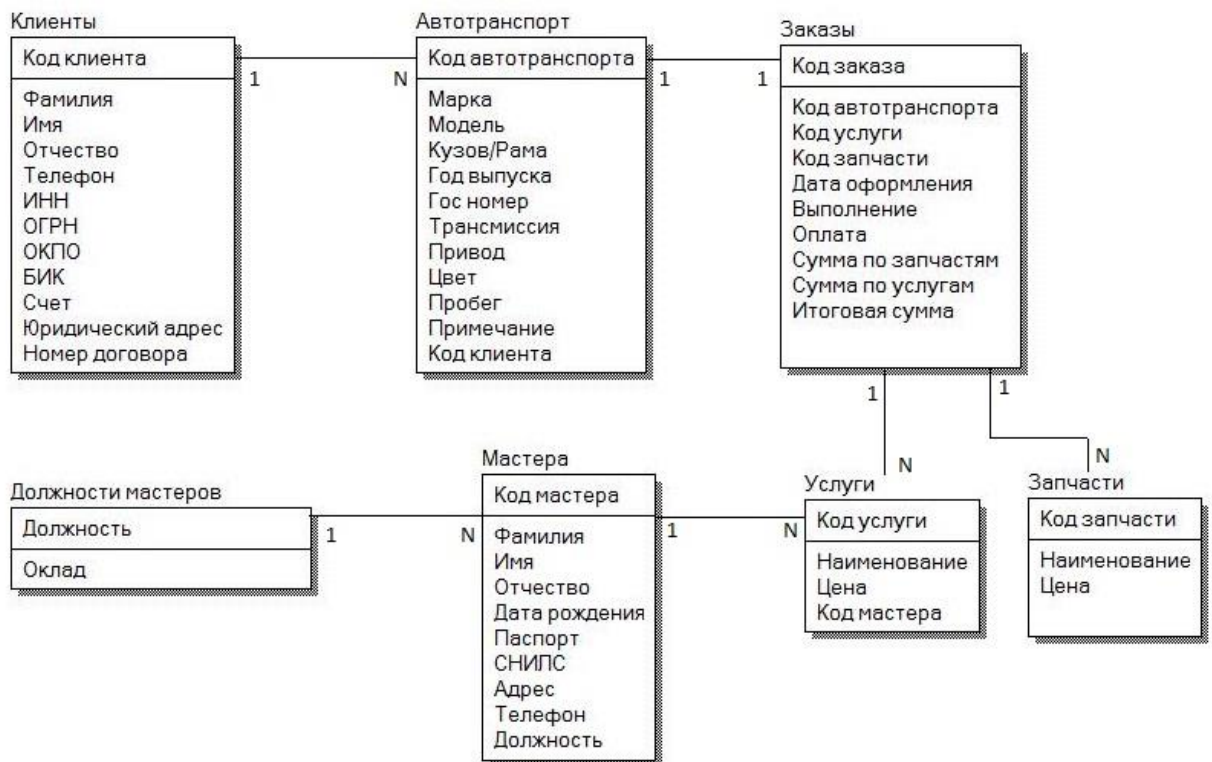 Клиенты
Код клиента
1
Фамилия
Имя
Отчество
Телефон
ИНН
ОГРН
ОКПО
БИК
Счет
Юридический адрес
Номер договора
Автотранспорт
N
Код автотранспорта
1
Марка
Модель
Кузов/Рама
Год выпуска
Гос номер
Трансмиссия
Привод
Цвет
Пробег
Примечание
Код клиента
Заказы
1
Код заказа
Код автотранспорта
Код услуги
Код запчасти
Дата оформления
Выполнение
Оплата
Сумма по запчастям
Сумма по услугам
Итоговая сумма
1
1
Должности мастеров
Должность
1
Оклад
Мастера
N
Код мастера
1
Фамилия
Имя
Отчество
Дата рождения
Паспорт
СНИЛС
Адрес
Телефон
Должность
N
Услуги
N
Код услуги
Наименование
Цена
Код мастера
N
Запчасти
Код запчасти
Наименование
Цена